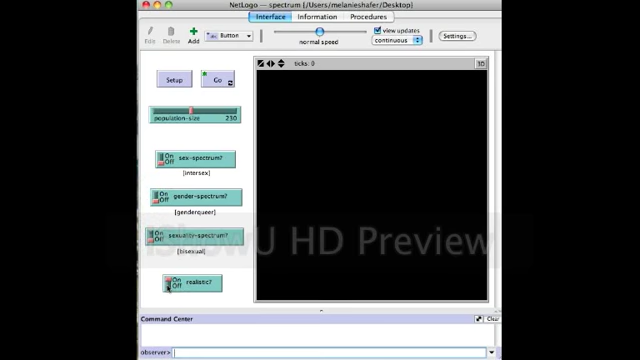 NetLogo — spectrum {/Users/melanieshafer/Desktop}
Interface Information Procedures
Edit Delete Add Button normal speed view updates continuous Settings...
ticks: 0 3D
Setup Go
population-size 230
On Off sex-spectrum?
[intersex]
On Off gender-spectrum?
[genderqueer]
On Off sexuality-spectrum?
[bisexual]
iShowU HD Preview
On Off realistic?
Command Center Clear
observer>